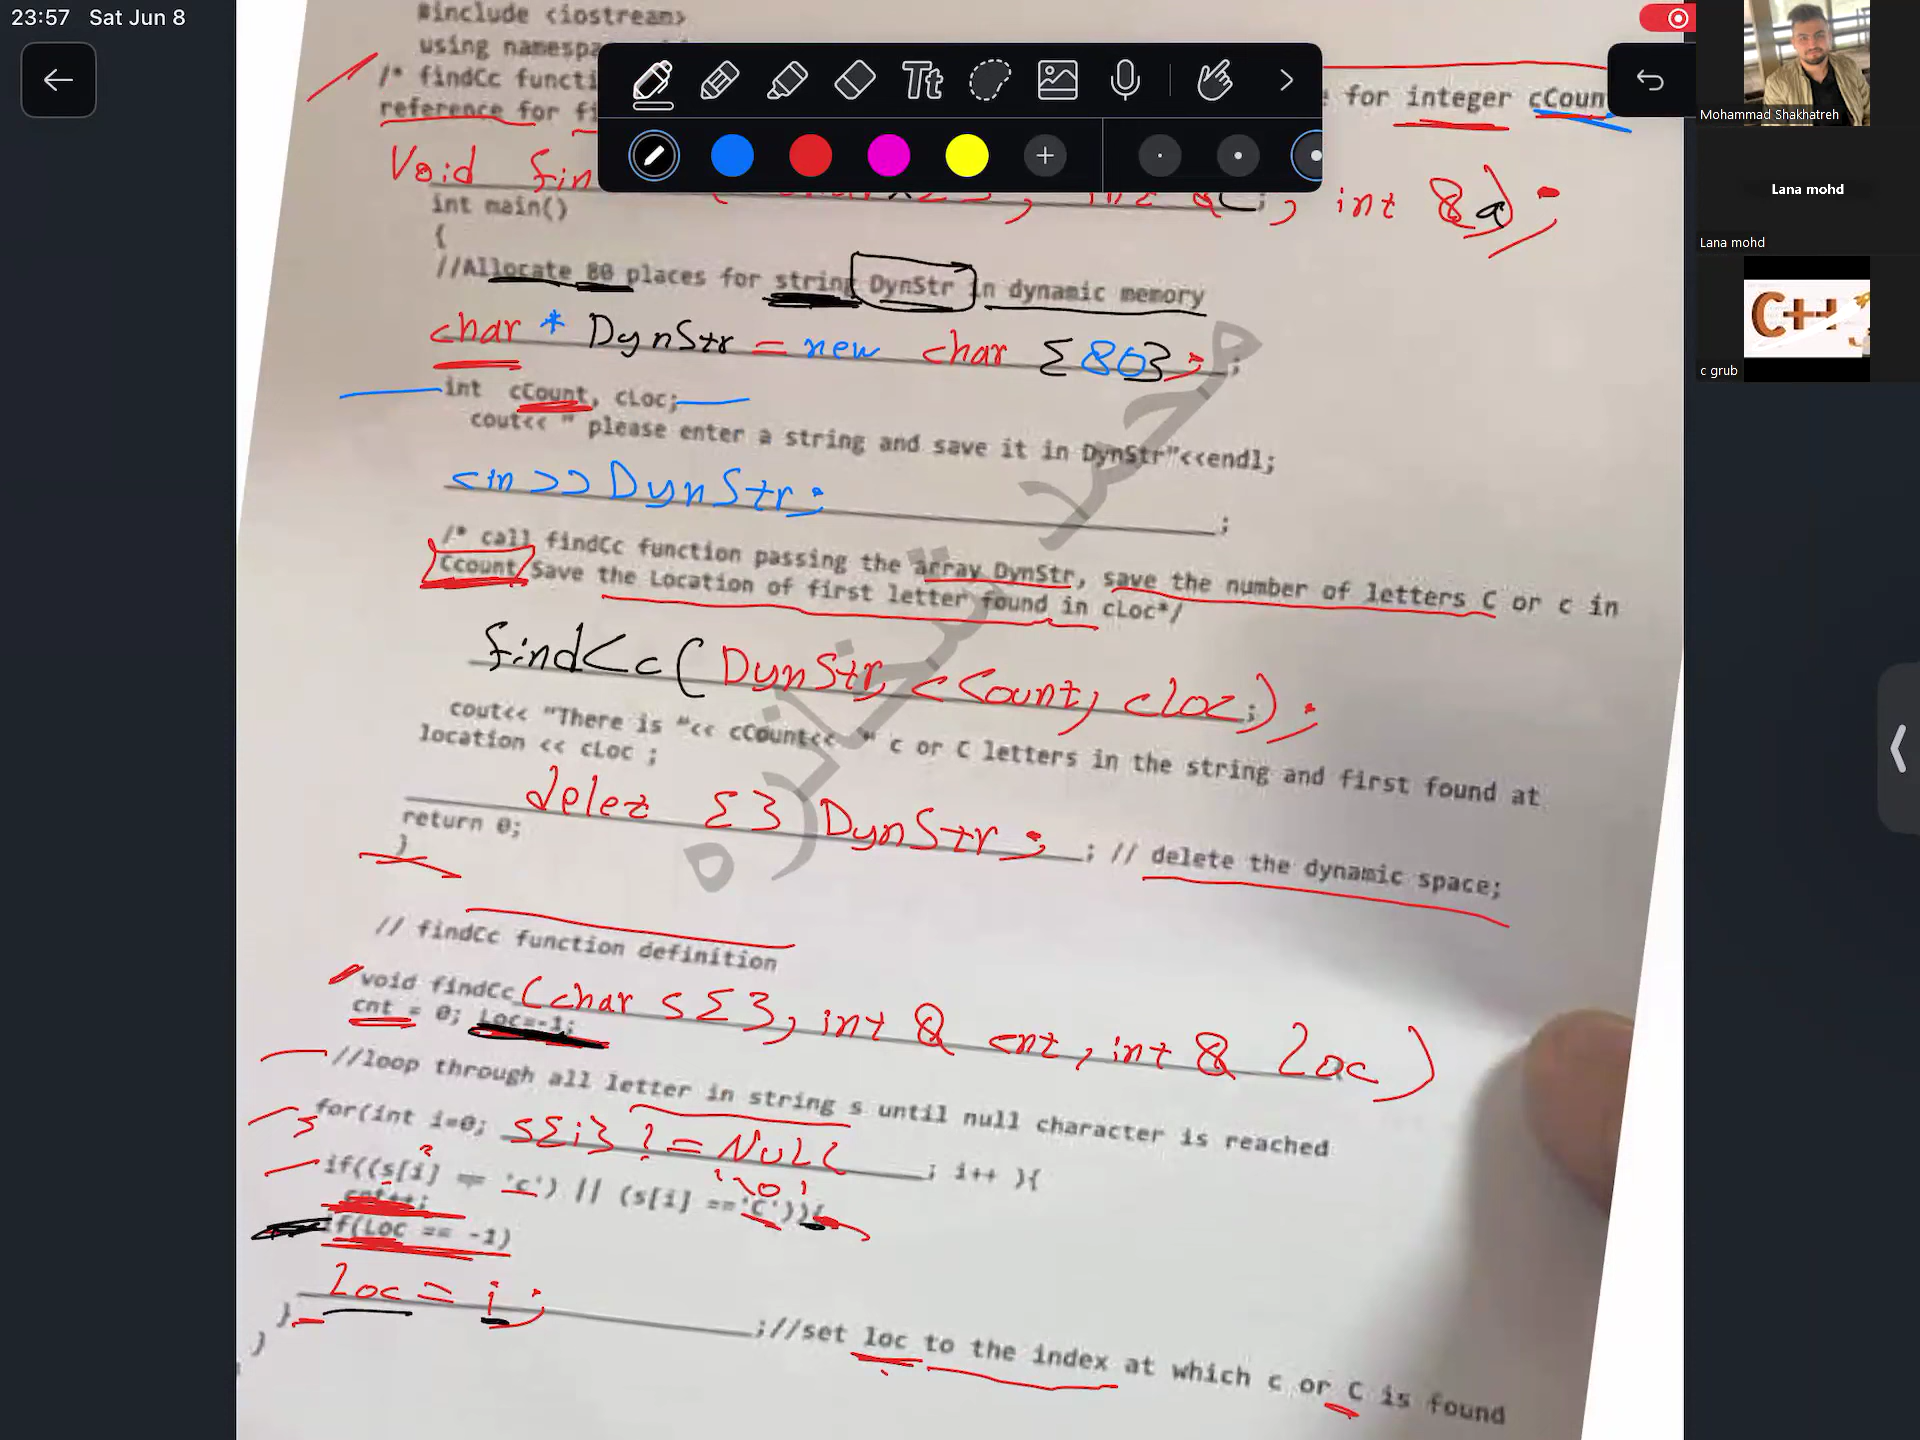 23:57 Sat Jun 8
#include <iostream>
using namespa
/* findCc functi
for integer cCoun
reference for fi
Void fin
, int &a);
int main()
{
//Allocate 80 places for string DynStr in dynamic memory
char * DynStr = new char [80];
int cCount, cLoc;
cout<< " please enter a string and save it in DynStr"<<endl;
cin >> DynStr;
/* call findCc function passing the array DynStr, save the number of letters C or c in
Ccount Save the Location of first letter found in cLoc*/
findCc(DynStr, cCount, cloc);
cout<< "There is "<< cCount<< " c or C letters in the string and first found at
location << cLoc ;
delet [] DynStr; ; // delete the dynamic space;
return 0;
}
// findCc function definition
void findCc(char s[], int & cnt, int & Loc)
cnt = 0; Loc=-1;
//loop through all letter in string s until null character is reached
for(int i=0; s[i] != NULL ; i++ ){
'\0'
if((s[i] == 'c') || (s[i] =='C')){
cnt++;
if(Loc == -1)
Loc = i;
;//set loc to the index at which c or C is found
}
}
محمد شخاتره
Tt
Mohammad Shakhatreh
Lana mohd
Lana mohd
C++
c grub